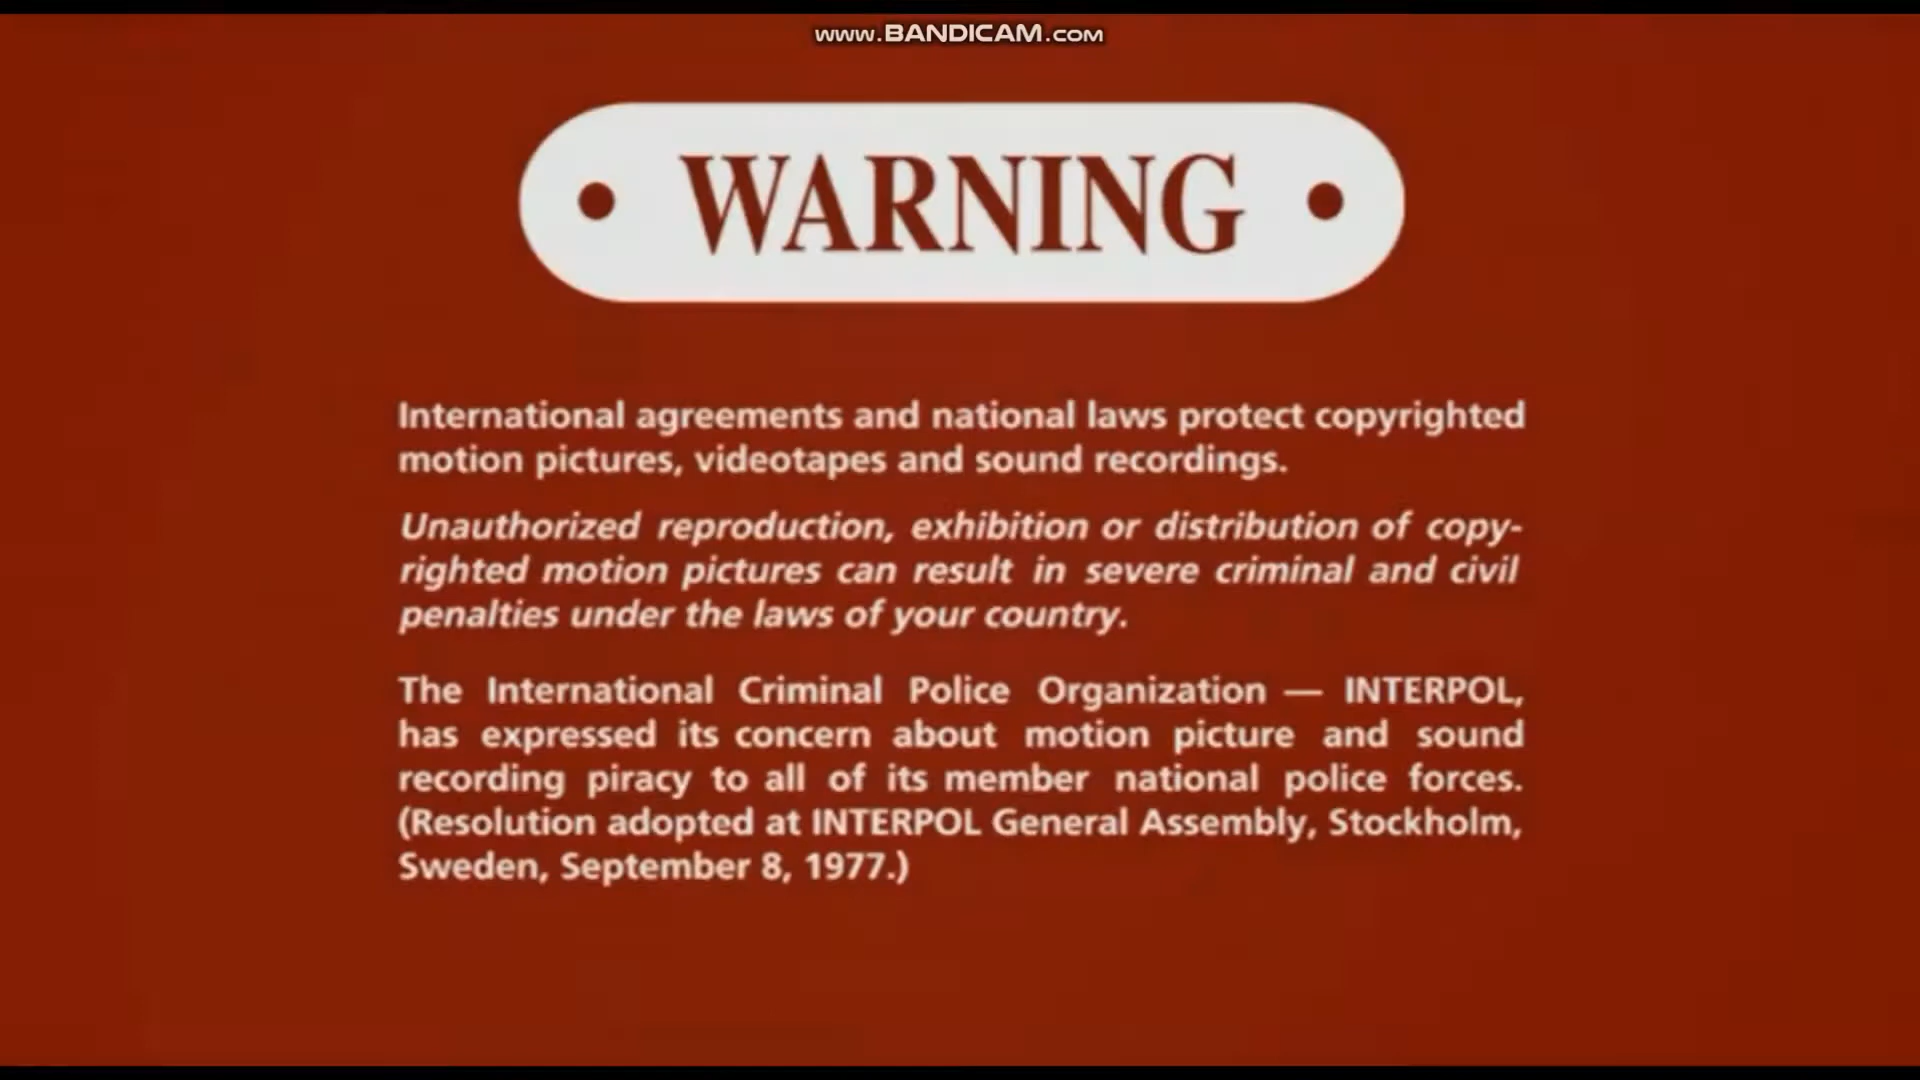 www.BANDICAM.com
• WARNING •
International agreements and national laws protect copyrighted
motion pictures, videotapes and sound recordings.
Unauthorized reproduction, exhibition or distribution of copy-
righted motion pictures can result in severe criminal and civil
penalties under the laws of your country.
The International Criminal Police Organization — INTERPOL,
has expressed its concern about motion picture and sound
recording piracy to all of its member national police forces.
(Resolution adopted at INTERPOL General Assembly, Stockholm,
Sweden, September 8, 1977.)